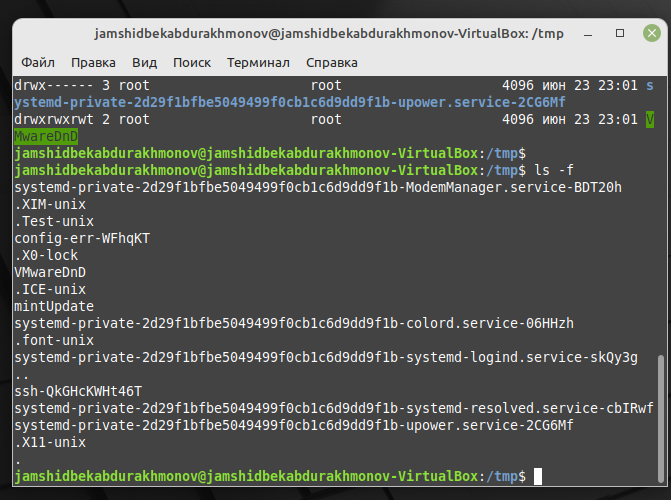 jamshidbekabdurakhmonov@jamshidbekabdurakhmonov-VirtualBox: /tmp
Файл Правка Вид Поиск Терминал Справка
drwx------ 3 root root 4096 июн 23 23:01 s
ystemd-private-2d29f1bfbe5049499f0cb1c6d9dd9f1b-upower.service-2CG6Mf
drwxrwxrwt 2 root root 4096 июн 23 23:01 V
MwareDnD
jamshidbekabdurakhmonov@jamshidbekabdurakhmonov-VirtualBox:/tmp$
jamshidbekabdurakhmonov@jamshidbekabdurakhmonov-VirtualBox:/tmp$ ls -f
systemd-private-2d29f1bfbe5049499f0cb1c6d9dd9f1b-ModemManager.service-BDT20h
.XIM-unix
.Test-unix
config-err-WFhqKT
.X0-lock
VMwareDnD
.ICE-unix
mintUpdate
systemd-private-2d29f1bfbe5049499f0cb1c6d9dd9f1b-colord.service-06HHzh
.font-unix
systemd-private-2d29f1bfbe5049499f0cb1c6d9dd9f1b-systemd-logind.service-skQy3g
..
ssh-QkGHcKWHt46T
systemd-private-2d29f1bfbe5049499f0cb1c6d9dd9f1b-systemd-resolved.service-cbIRwf
systemd-private-2d29f1bfbe5049499f0cb1c6d9dd9f1b-upower.service-2CG6Mf
.X11-unix
.
jamshidbekabdurakhmonov@jamshidbekabdurakhmonov-VirtualBox:/tmp$